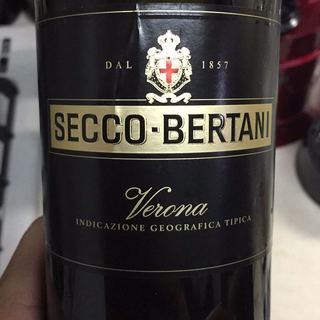 DAL 1857
SECCO-BERTANI
Verona
INDICAZIONE GEOGRAFICA TIPICA